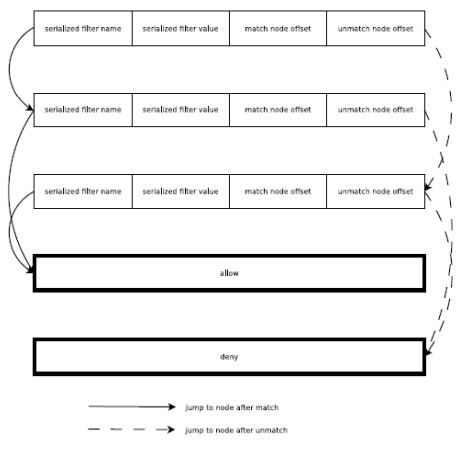 serialized filter name serialized filter value match node offset unmatch node offset
serialized filter name serialized filter value match node offset unmatch node offset
serialized filter name serialized filter value match node offset unmatch node offset
allow
deny
jump to node after match
jump to node after unmatch